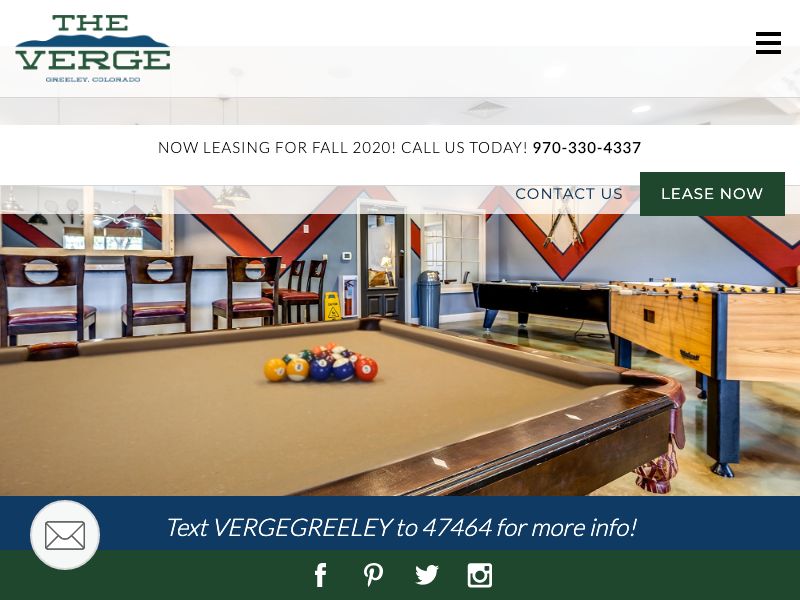 THE
VERGE
GREELEY, COLORADO
NOW LEASING FOR FALL 2020! CALL US TODAY! 970-330-4337
CONTACT US
LEASE NOW
Text VERGEGREELEY to 47464 for more info!